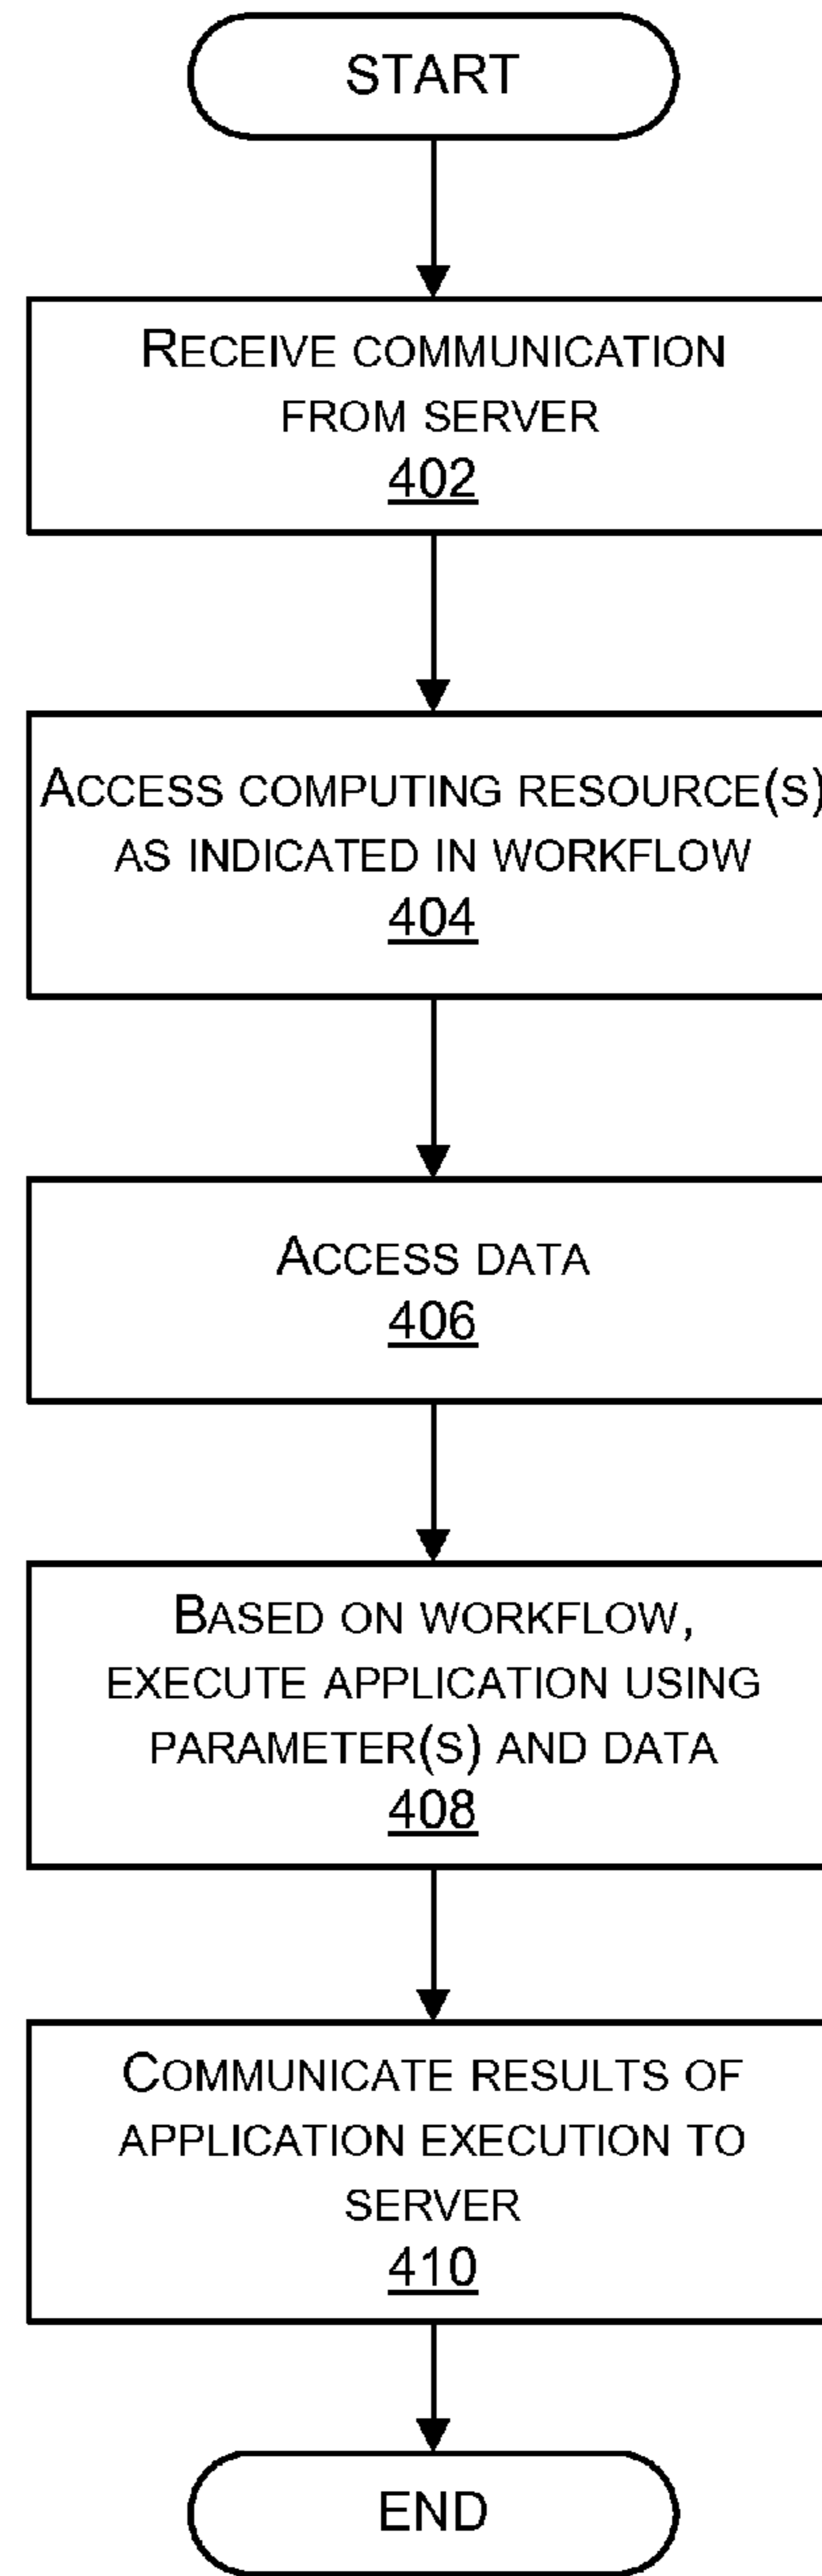 START
RECEIVE COMMUNICATION
FROM SERVER
402
ACCESS COMPUTING RESOURCE(S)
AS INDICATED IN WORKFLOW
404
ACCESS DATA
406
BASED ON WORKFLOW,
EXECUTE APPLICATION USING
PARAMETER(S) AND DATA
408
COMMUNICATE RESULTS OF
APPLICATION EXECUTION TO
SERVER
410
END